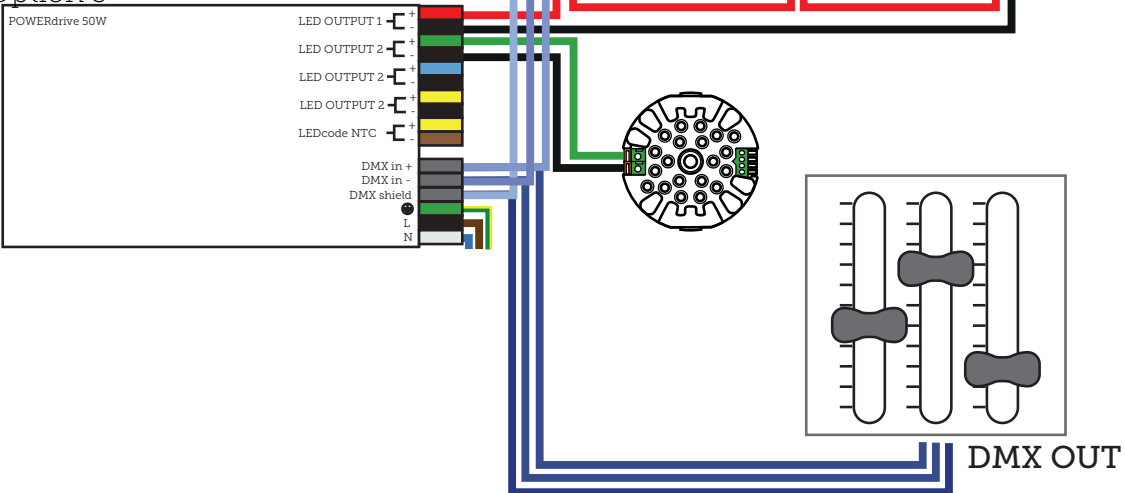 POWERdrive 50W
LED OUTPUT 1 + -
LED OUTPUT 2 + -
LED OUTPUT 2 + -
LED OUTPUT 2 + -
LEDcode NTC + -
DMX in +
DMX in -
DMX shield
L
N
DMX OUT